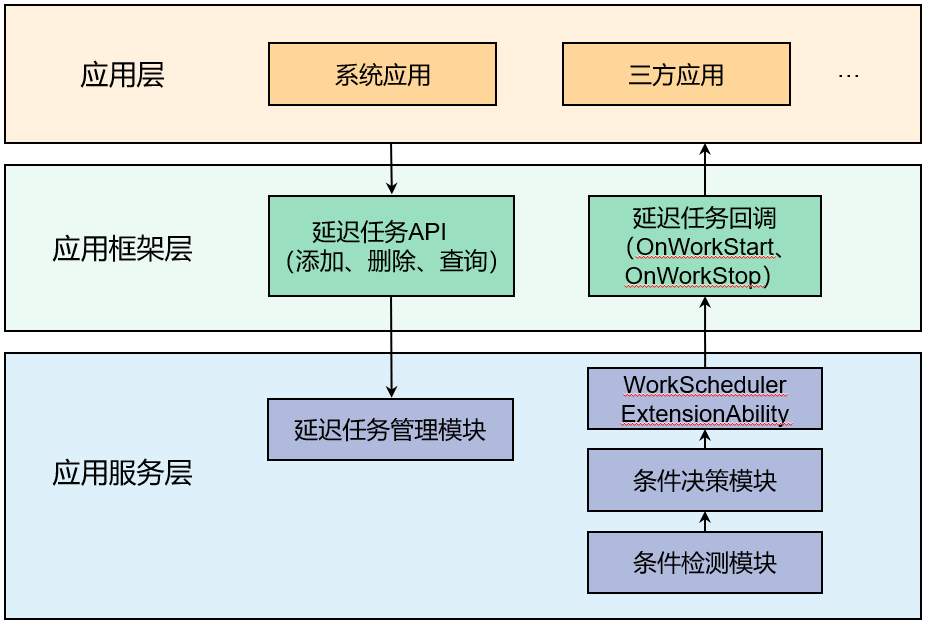 应用层
系统应用
三方应用
...
应用框架层
延迟任务API
（添加、删除、查询）
延迟任务回调
（OnWorkStart、
OnWorkStop）
应用服务层
延迟任务管理模块
WorkScheduler
ExtensionAbility
条件决策模块
条件检测模块